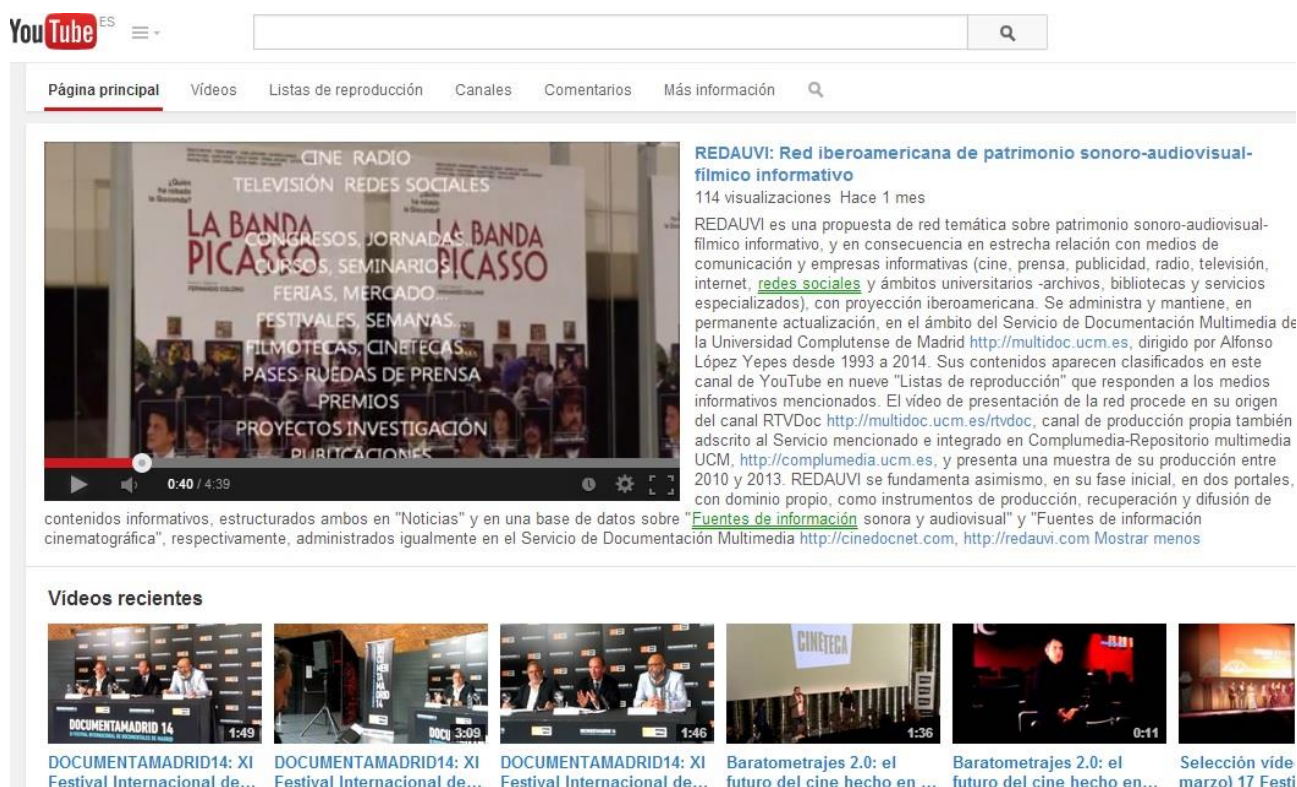 YouTube ES
Página principal Vídeos Listas de reproducción Canales Comentarios Más información
CINE RADIO
TELEVISIÓN REDES SOCIALES
¿Quién
ha robado
la Gioconda?
LA BANDA
PICASSO
LA BANDA
PICASSO
FERNANDO COLOMO
CONGRESOS, JORNADAS...
CURSOS, SEMINARIOS
FERIAS, MERCADO...
FESTIVALES, SEMANAS...
FILMOTECAS, CINETECAS
PASES-RUEDAS DE PRENSA
PREMIOS
PROYECTOS INVESTIGACIÓN
PUBLICACIONES
0:40 / 4:39
REDAUVI: Red iberoamericana de patrimonio sonoro-audiovisual-
fílmico informativo
114 visualizaciones Hace 1 mes
REDAUVI es una propuesta de red temática sobre patrimonio sonoro-audiovisual-
fílmico informativo, y en consecuencia en estrecha relación con medios de
comunicación y empresas informativas (cine, prensa, publicidad, radio, televisión,
internet, redes sociales y ámbitos universitarios -archivos, bibliotecas y servicios
especializados), con proyección iberoamericana. Se administra y mantiene, en
permanente actualización, en el ámbito del Servicio de Documentación Multimedia de
la Universidad Complutense de Madrid http://multidoc.ucm.es, dirigido por Alfonso
López Yepes desde 1993 a 2014. Sus contenidos aparecen clasificados en este
canal de YouTube en nueve "Listas de reproducción" que responden a los medios
informativos mencionados. El vídeo de presentación de la red procede en su origen
del canal RTVDoc http://multidoc.ucm.es/rtvdoc, canal de producción propia también
adscrito al Servicio mencionado e integrado en Complumedia-Repositorio multimedia
UCM, http://complumedia.ucm.es, y presenta una muestra de su producción entre
2010 y 2013. REDAUVI se fundamenta asimismo, en su fase inicial, en dos portales,
con dominio propio, como instrumentos de producción, recuperación y difusión de
contenidos informativos, estructurados ambos en "Noticias" y en una base de datos sobre "Fuentes de información sonora y audiovisual" y "Fuentes de información
cinematográfica", respectivamente, administrados igualmente en el Servicio de Documentación Multimedia http://cinedocnet.com, http://redauvi.com Mostrar menos
Vídeos recientes
DOCUMENTAMADRID 14
1:49
DOCU 3:09
1:46
CINETECA
1:36
0:11
DOCUMENTAMADRID14: XI DOCUMENTAMADRID14: XI DOCUMENTAMADRID14: XI Baratometrajes 2.0: el Baratometrajes 2.0: el Selección víde
Festival Internacional de... Festival Internacional de... Festival Internacional de... futuro del cine hecho en ... futuro del cine hecho en... marzo) 17 Festi